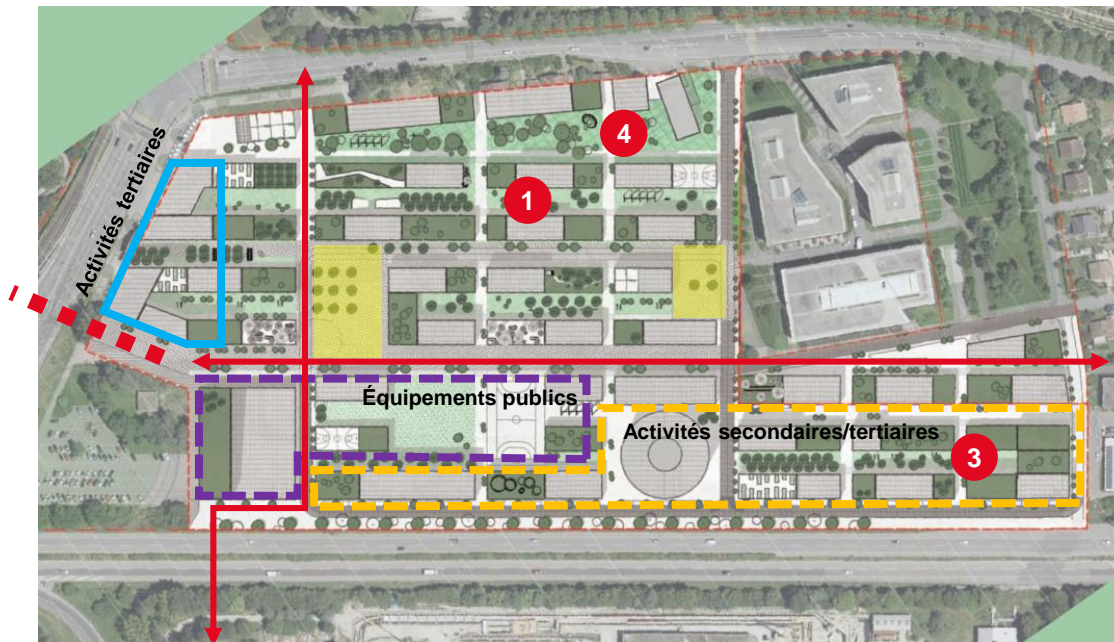 4
Activités tertiaires
1
Équipements publics
Activités secondaires/tertiaires
3